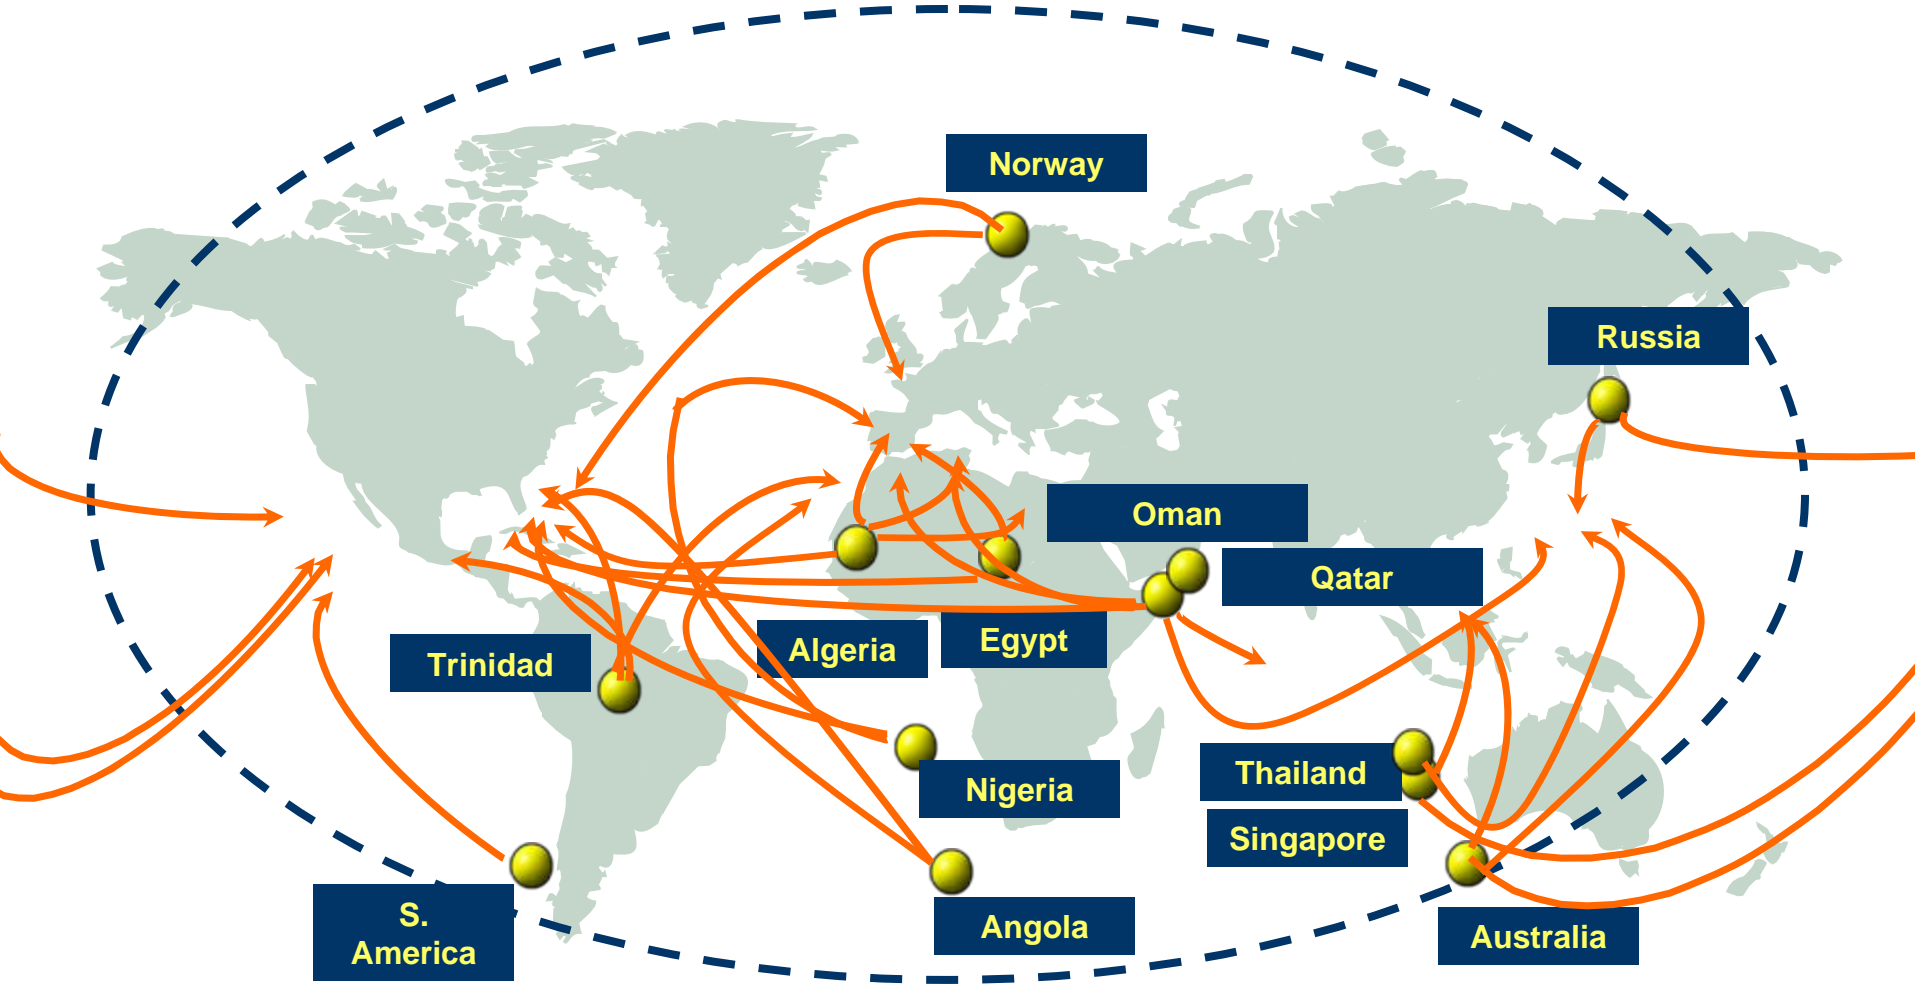 Norway
Russia
Oman
Qatar
Algeria
Egypt
Trinidad
Thailand
Nigeria
Singapore
S.
America
Angola
Australia